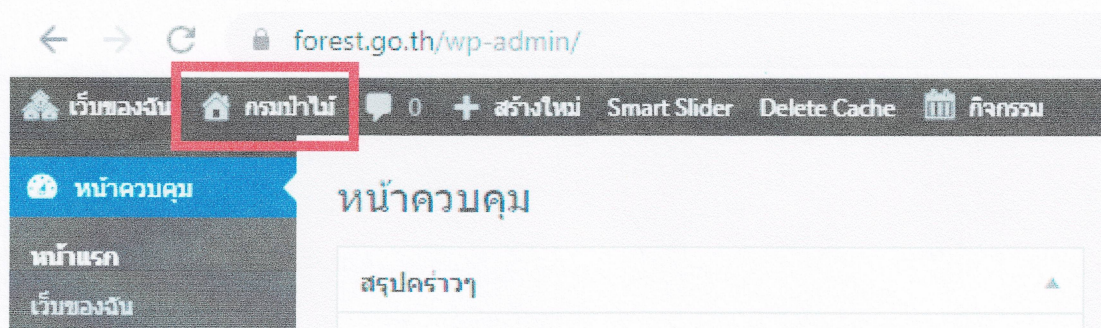 forest.go.th/wp-admin/
เว็บของฉัน กรมป่าไม้ 0 สร้างใหม่ Smart Slider Delete Cache กิจกรรม
หน้าควบคุม
หน้าควบคุม
หน้าแรก
สรุปคร่าวๆ
เว็บของฉัน